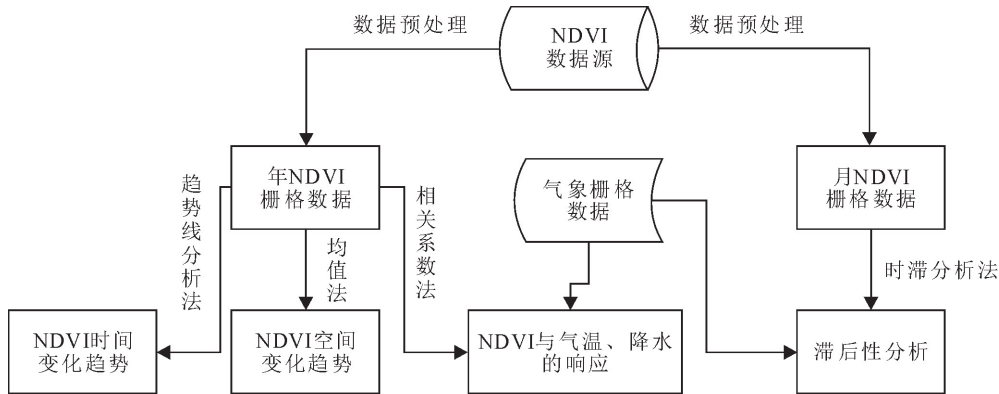 数据预处理
NDVI
数据源
数据预处理
年NDVI
栅格数据
气象栅格
数据
月NDVI
栅格数据
趋势线分析法
均值法
相关系数法
时滞分析法
NDVI时间
变化趋势
NDVI空间
变化趋势
NDVI与气温、降水
的响应
滞后性分析